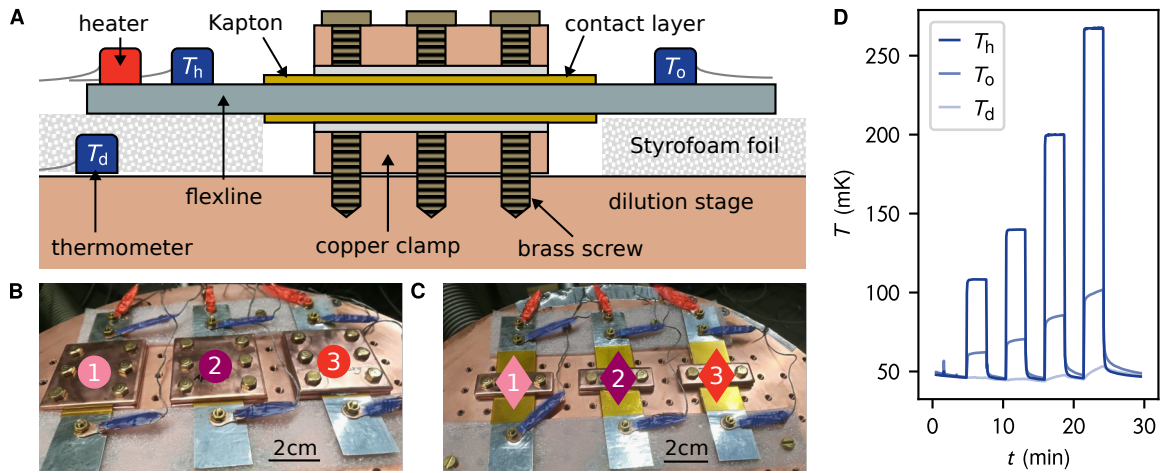 A
heater
Kapton
contact layer
Th
To
Td
Styrofoam foil
flexline
dilution stage
thermometer
copper clamp
brass screw
B
1
2
3
2cm
C
1
2
3
2cm
D
Th
To
Td
250
200
150
100
50
T (mK)
0
10
20
30
t (min)